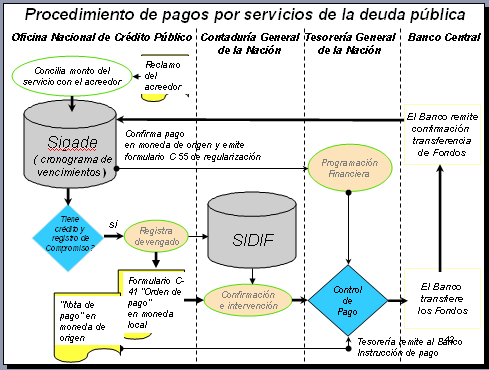 Procedimiento de pagos por servicios de la deuda pública
Oficina Nacional de Crédito Público
Contaduría General
de la Nación
Tesorería General
de la Nación
Banco Central
Concilia monto del
servicio con el acreedor
Reclamo
del
acreedor
Sigade
( cronograma de
vencimientos )
Confirma pago
en moneda de origen y emite
formulario C 55 de regularización
Programación
Financiera
El Banco remite
confirmación
transferencia
de Fondos
Tiene
crédito y
registro de
Compromiso?
sí
Registra
devengado
SIDIF
Formulario C-
41 "Orden de
pago"
en moneda
local
"Nota de
pago" en
moneda de
origen
Confirmación
e intervención
Control
de
Pago
El Banco
transfiere
los Fondos
42
Tesorería remite al Banco
Instrucción de pago